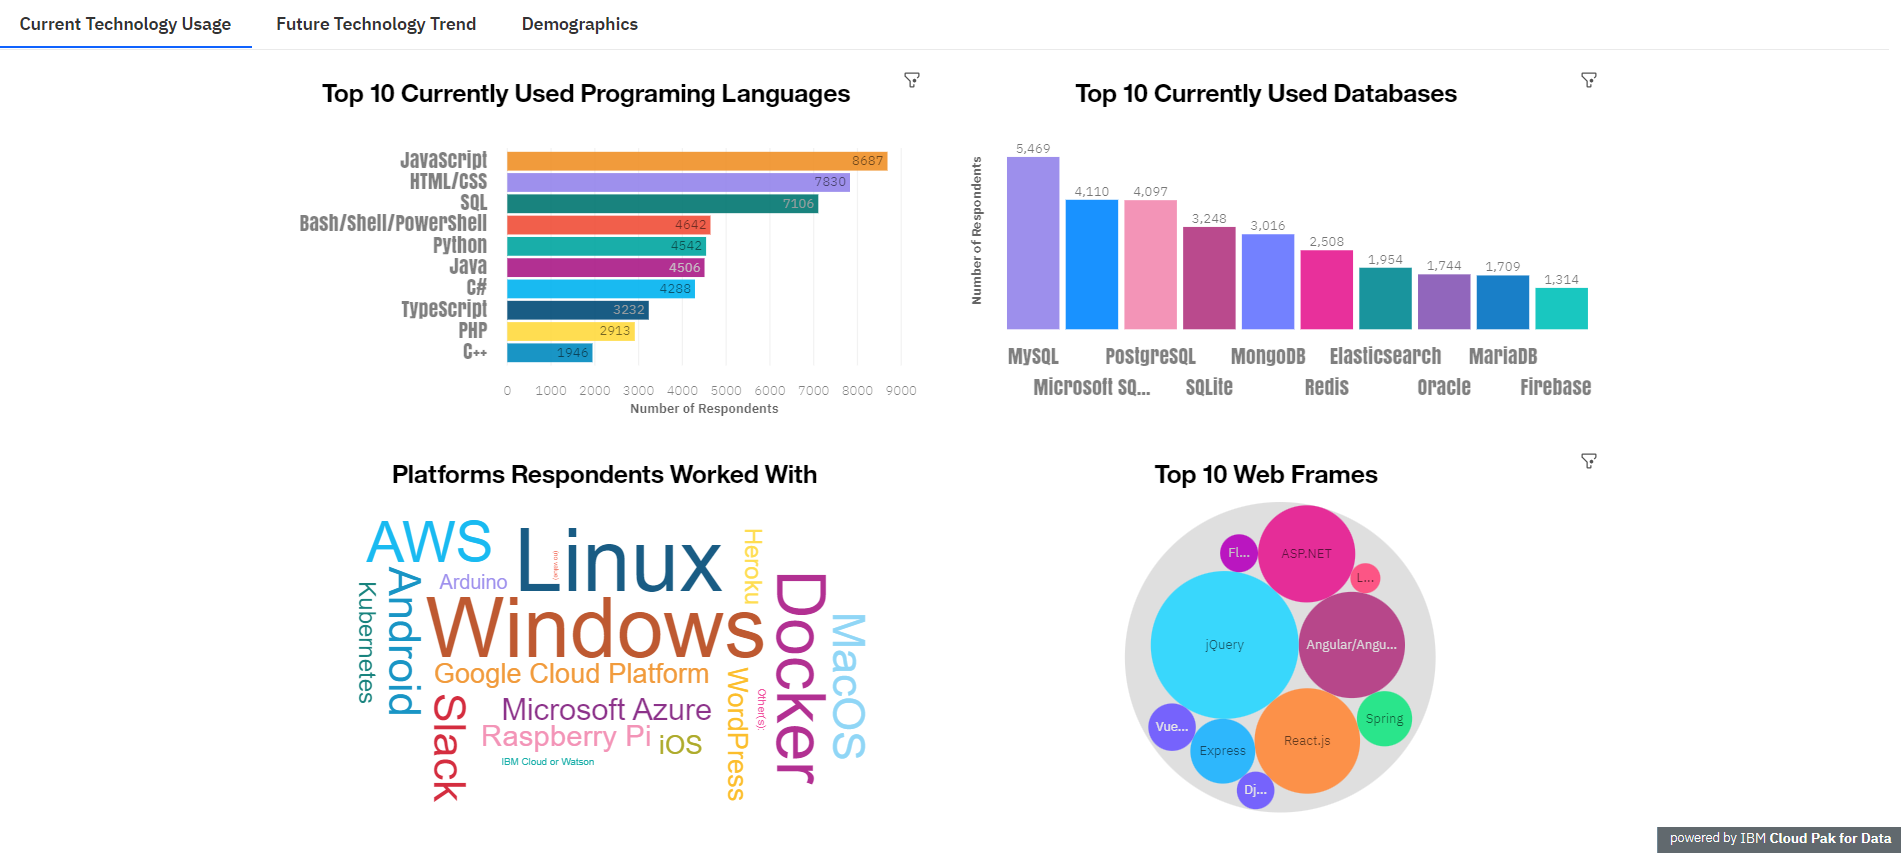 Current Technology Usage
Future Technology Trend
Demographics
Top 10 Currently Used Programing Languages
JavaScript
8687
HTML/CSS
7830
SQL
7106
Bash/Shell/PowerShell
4642
Python
4542
Java
4506
C#
4288
TypeScript
3232
PHP
2913
C++
1946
0 1000 2000 3000 4000 5000 6000 7000 8000 9000
Number of Respondents
Top 10 Currently Used Databases
Number of Respondents
5,469
4,110
4,097
3,248
3,016
2,508
1,954
1,744
1,709
1,314
MySQL
PostgreSQL
MongoDB
Elasticsearch
MariaDB
Microsoft SQ...
SQLite
Redis
Oracle
Firebase
Platforms Respondents Worked With
AWS
Linux
(no value)
Heroku
Arduino
Android
Kubernetes
Windows
Docker
MacOS
Google Cloud Platform
WordPress
Other(s):
Slack
Microsoft Azure
Raspberry Pi
iOS
IBM Cloud or Watson
Top 10 Web Frames
Fl...
ASP.NET
L...
jQuery
Angular/Angu...
Vue...
Express
React.js
Spring
Dj...
powered by IBM Cloud Pak for Data